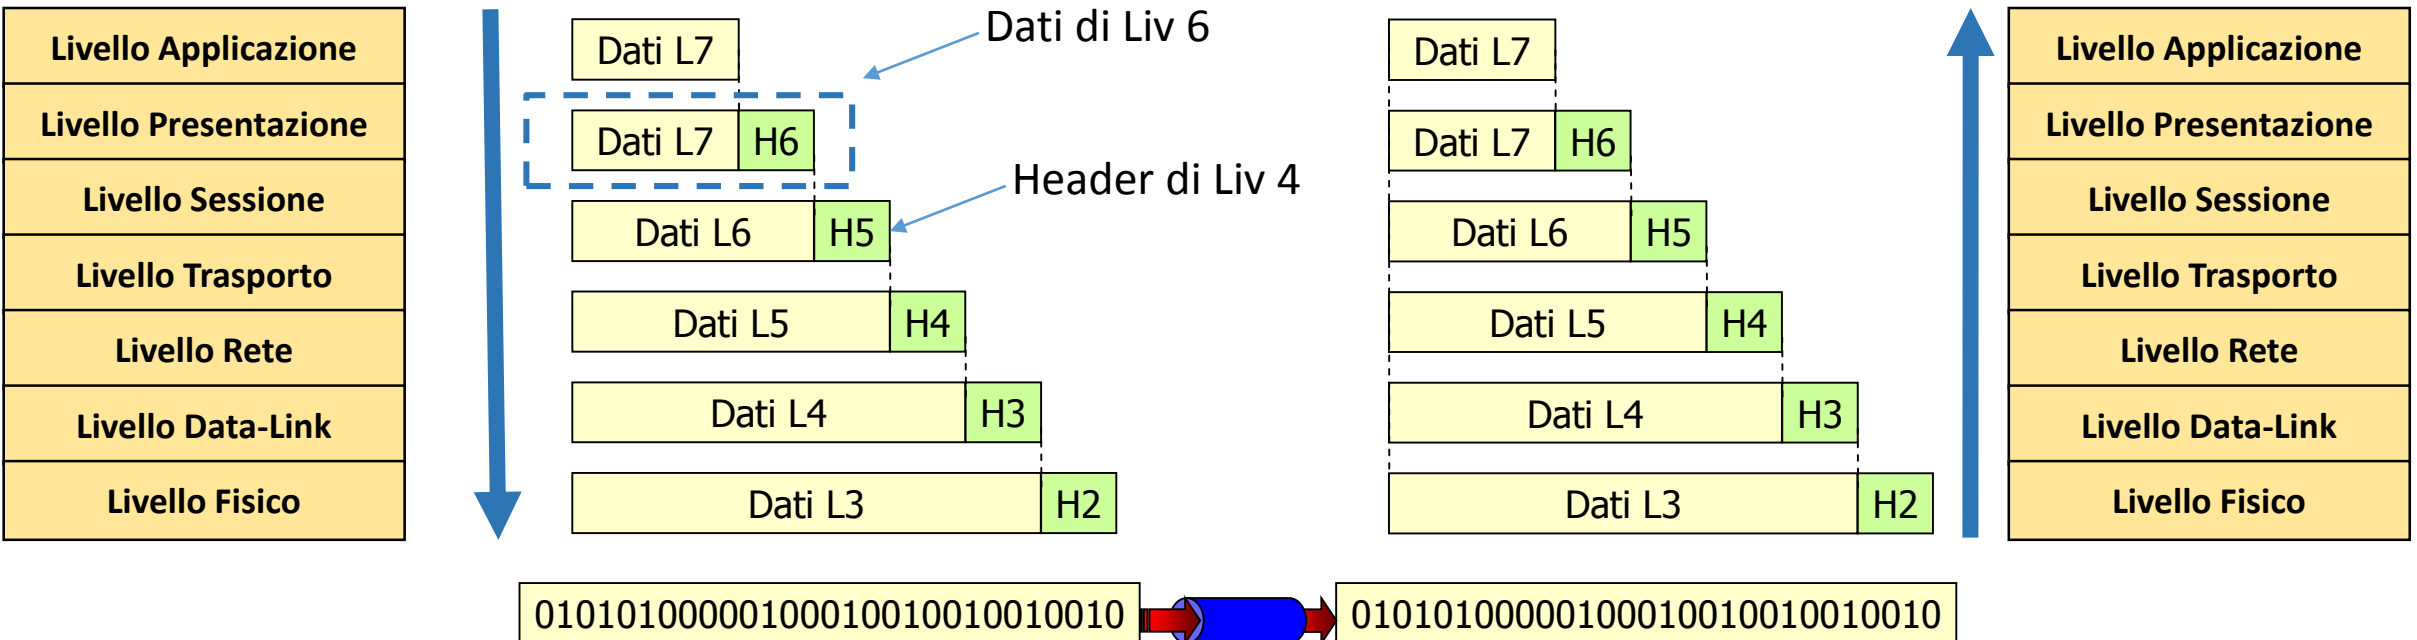 Livello Applicazione
Livello Presentazione
Livello Sessione
Livello Trasporto
Livello Rete
Livello Data-Link
Livello Fisico
Dati L7
Dati L7 H6
Dati L6 H5
Dati L5 H4
Dati L4 H3
Dati L3 H2
Dati di Liv 6
Header di Liv 4
Dati L7
Dati L7 H6
Dati L6 H5
Dati L5 H4
Dati L4 H3
Dati L3 H2
Livello Applicazione
Livello Presentazione
Livello Sessione
Livello Trasporto
Livello Rete
Livello Data-Link
Livello Fisico
0101010000010001001001001001​0
0101010000010001001001001001​0